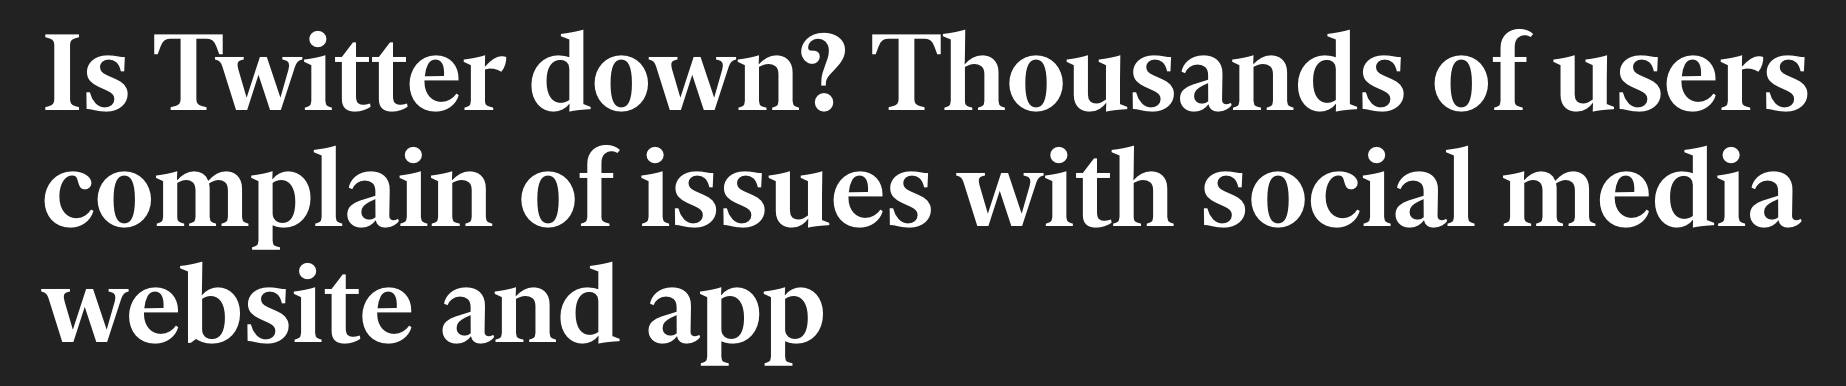 Is Twitter down? Thousands of users
complain of issues with social media
website and app